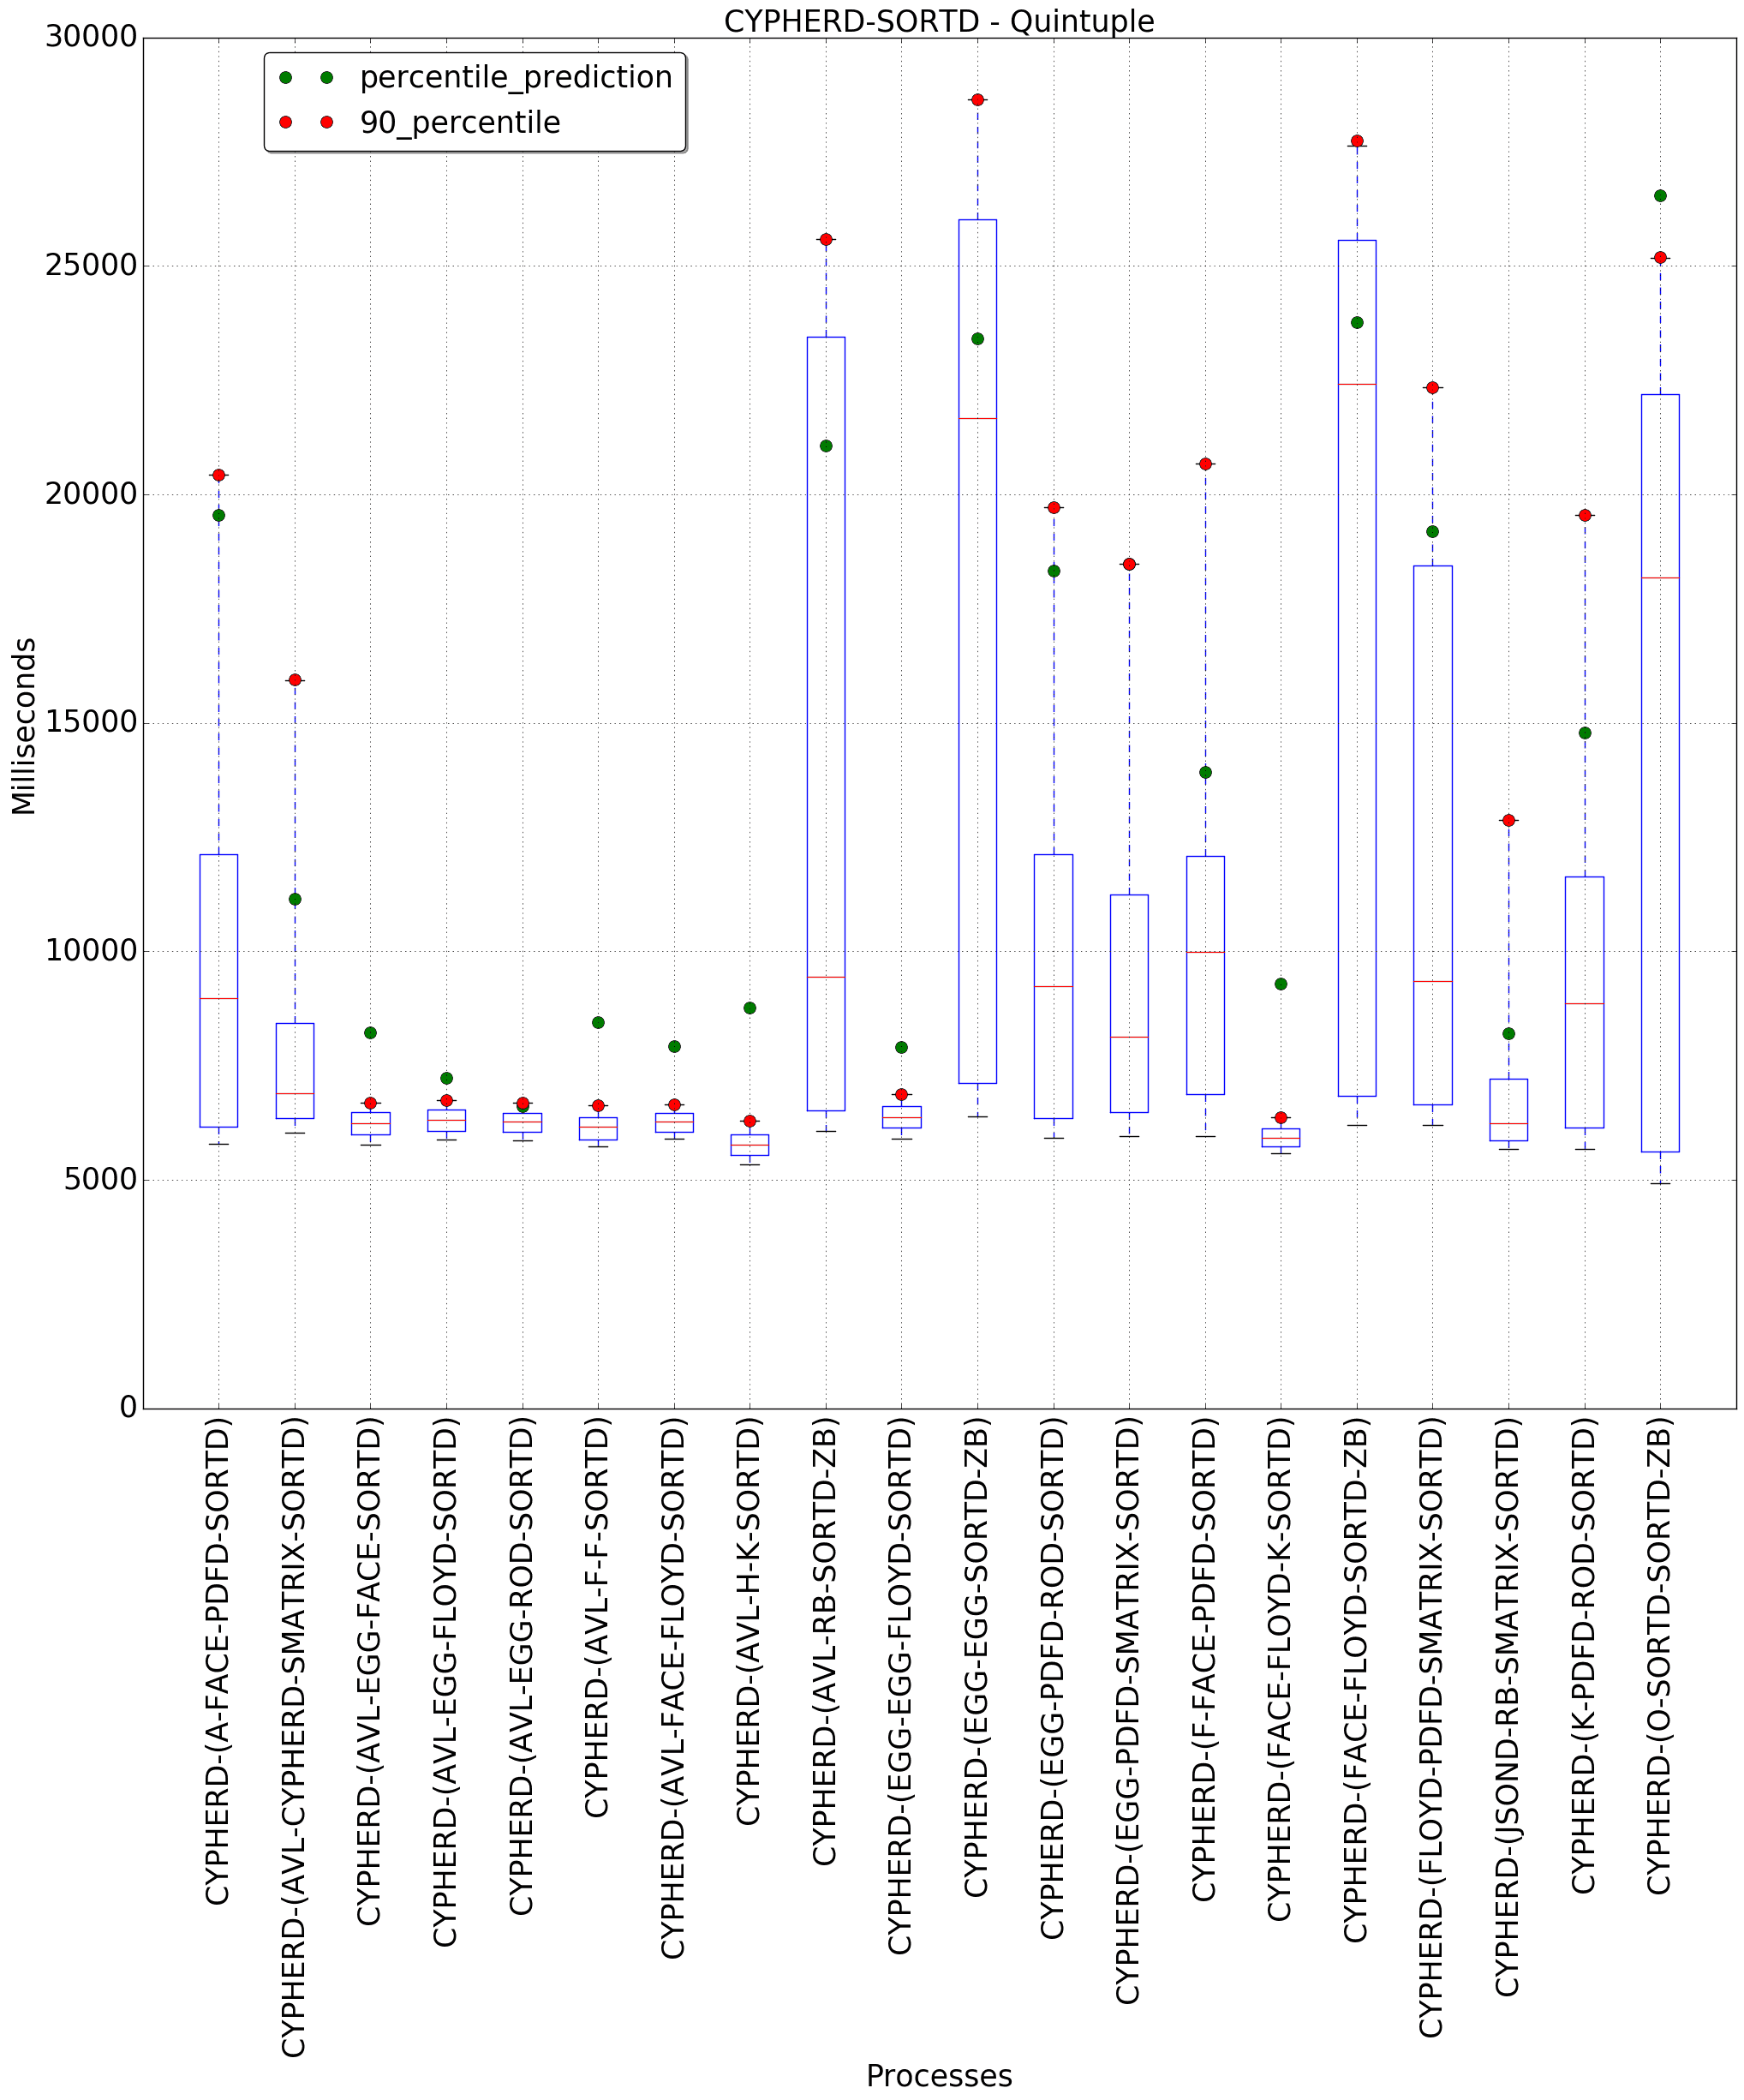 CYPHERD-SORTD - Quintuple
percentile_prediction
90_percentile
30000
25000
20000
15000
10000
5000
0
Milliseconds
CYPHERD-(A-FACE-PDFD-SORTD)
CYPHERD-(AVL-CYPHERD-SMATRIX-SORTD)
CYPHERD-(AVL-EGG-FACE-SORTD)
CYPHERD-(AVL-EGG-FLOYD-SORTD)
CYPHERD-(AVL-EGG-ROD-SORTD)
CYPHERD-(AVL-F-F-SORTD)
CYPHERD-(AVL-FACE-FLOYD-SORTD)
CYPHERD-(AVL-H-K-SORTD)
CYPHERD-(AVL-RB-SORTD-ZB)
CYPHERD-(EGG-EGG-FLOYD-SORTD)
CYPHERD-(EGG-EGG-SORTD-ZB)
CYPHERD-(EGG-PDFD-ROD-SORTD)
CYPHERD-(EGG-PDFD-SMATRIX-SORTD)
CYPHERD-(F-FACE-PDFD-SORTD)
CYPHERD-(FACE-FLOYD-K-SORTD)
CYPHERD-(FACE-FLOYD-SORTD-ZB)
CYPHERD-(FLOYD-PDFD-SMATRIX-SORTD)
CYPHERD-(JSOND-RB-SMATRIX-SORTD)
CYPHERD-(K-PDFD-ROD-SORTD)
CYPHERD-(O-SORTD-SORTD-ZB)
Processes